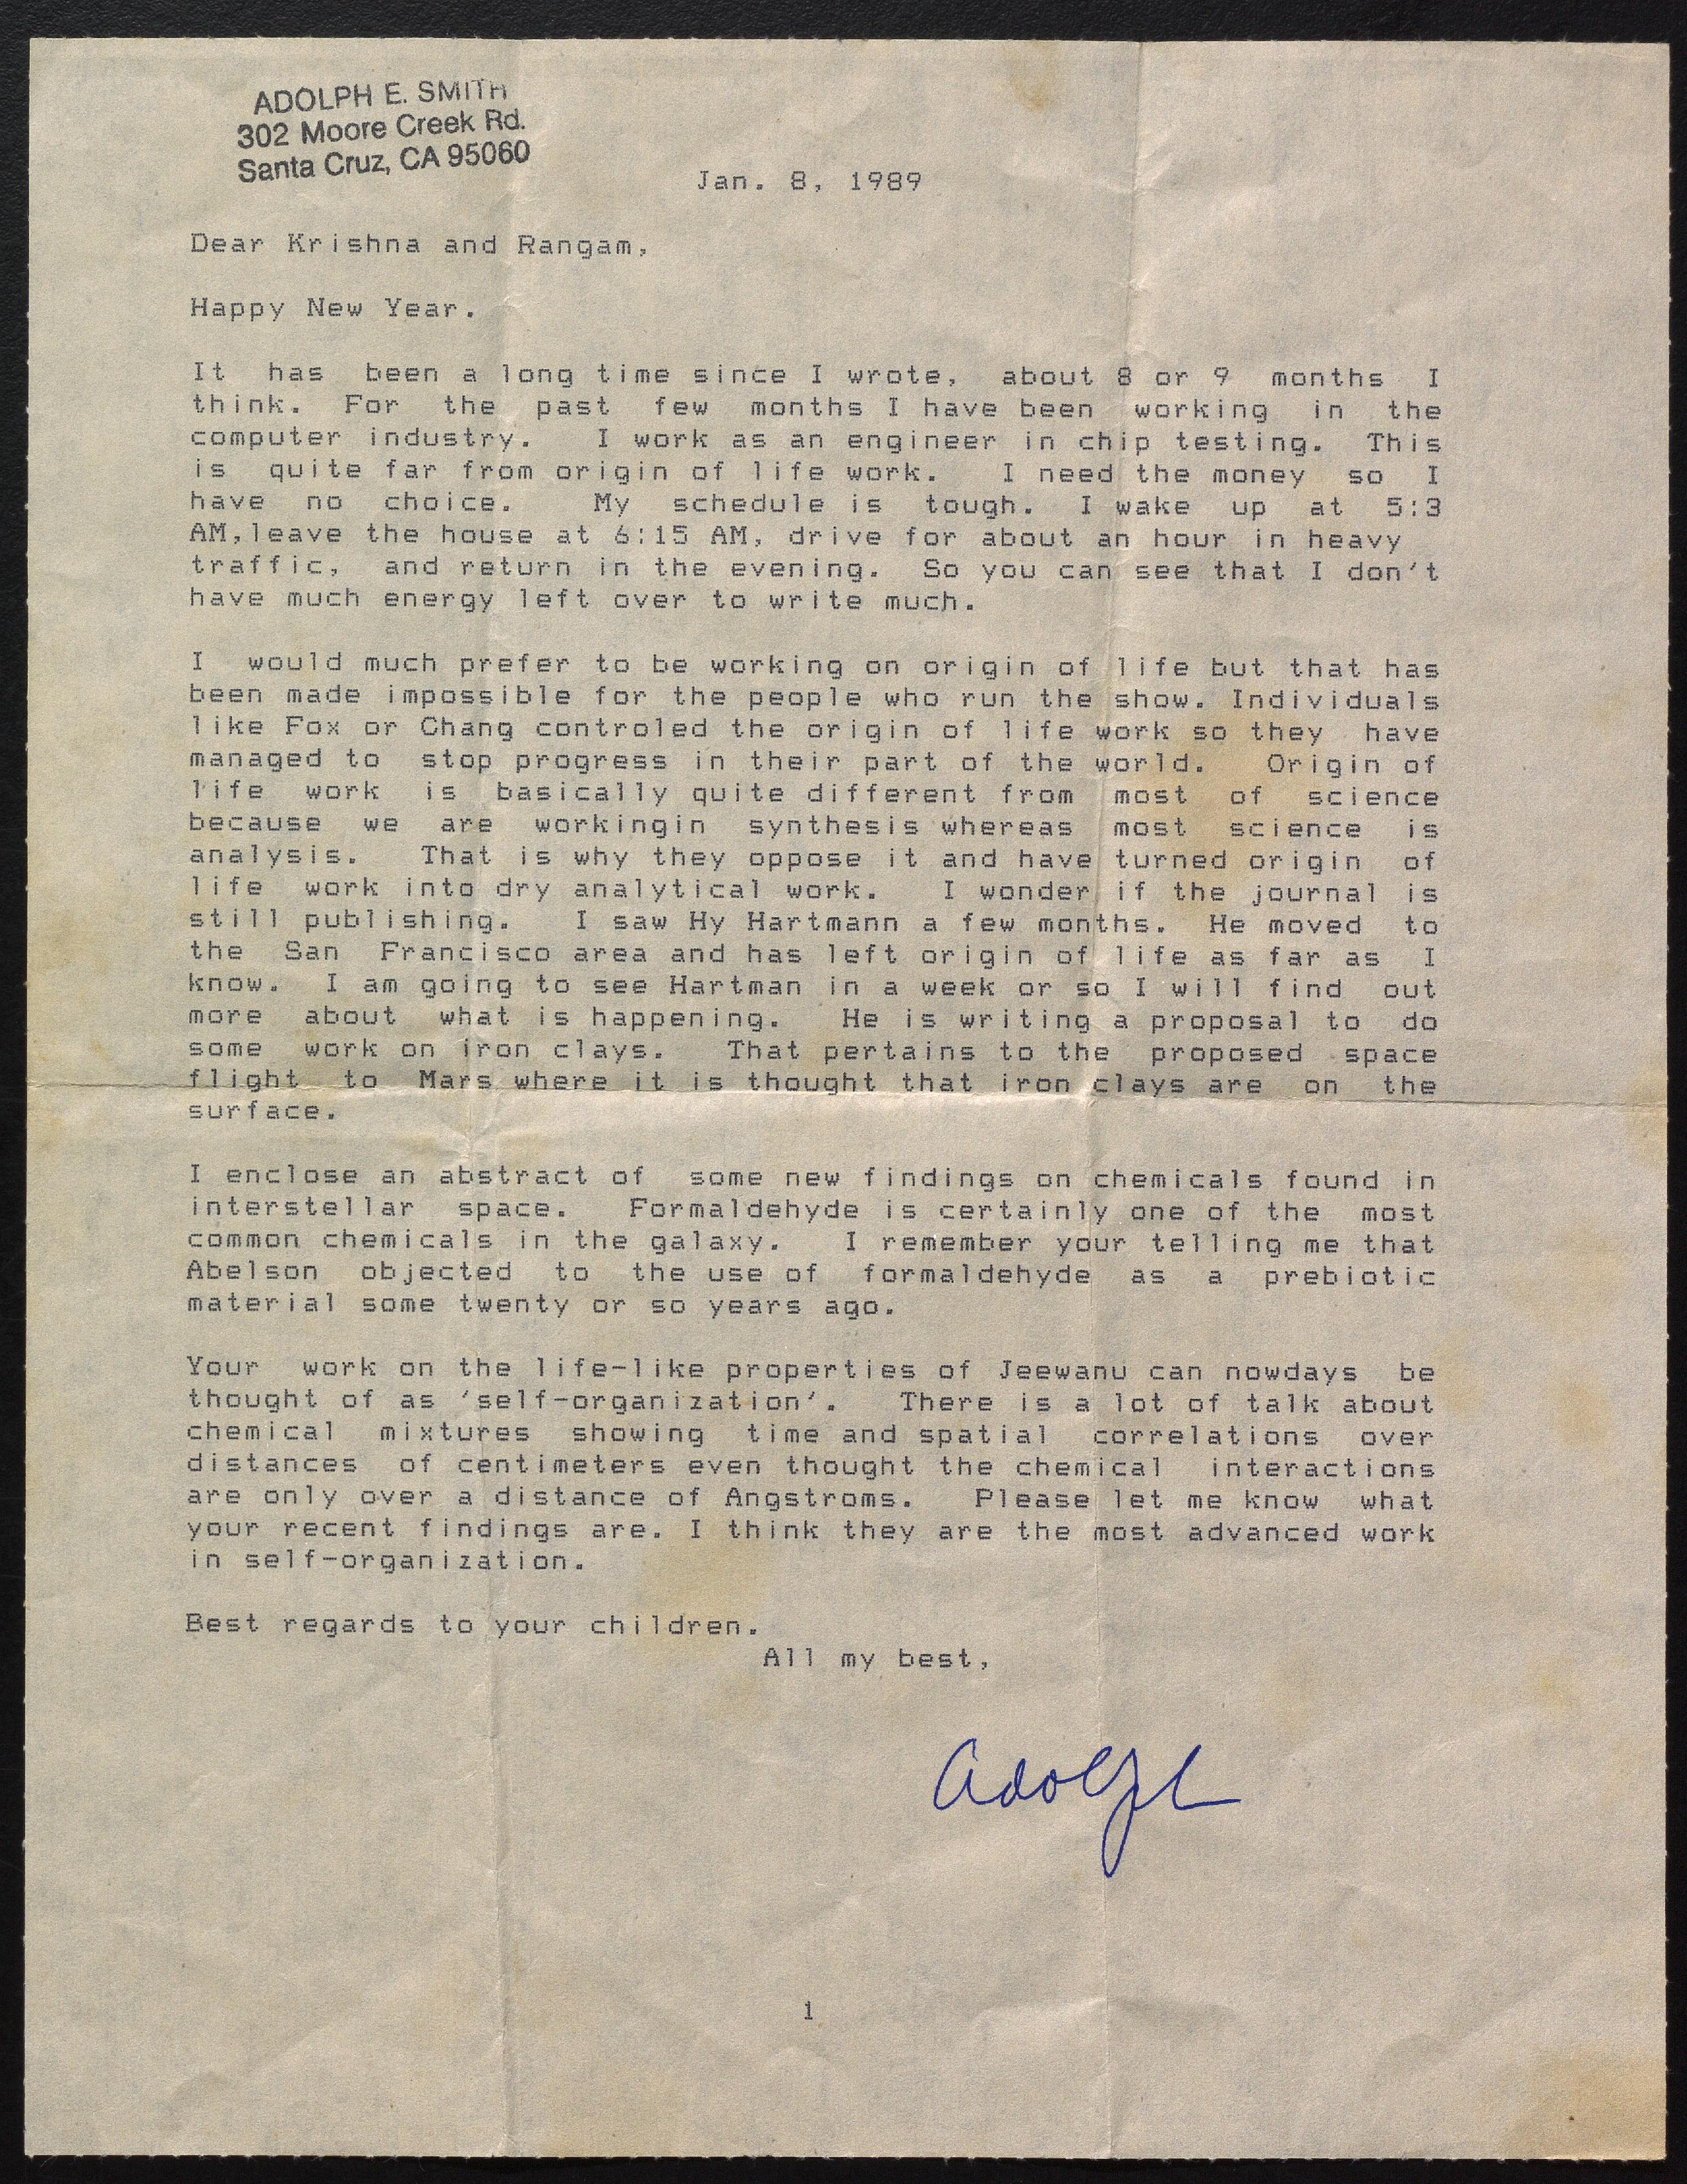 ADOLPH E. SMITH
302 Moore Creek Rd.
Santa Cruz, CA 95060
Jan. 8, 1989
Dear Krishna and Rangam,
Happy New Year.
It has been a long time since I wrote, about 8 or 9 months I
think. For the past few months I have been working in the
computer industry. I work as an engineer in chip testing. This
is quite far from origin of life work. I need the money so I
have no choice. My schedule is tough. I wake up at 5:3
AM,leave the house at 6:15 AM, drive for about an hour in heavy
traffic, and return in the evening. So you can see that I don't
have much energy left over to write much.
I would much prefer to be working on origin of life but that has
been made impossible for the people who run the show. Individuals
like Fox or Chang controled the origin of life work so they have
managed to stop progress in their part of the world. Origin of
life work is basically quite different from most of science
because we are workingin synthesis whereas most science is
analysis. That is why they oppose it and have turned origin of
life work into dry analytical work. I wonder if the journal is
still publishing. I saw Hy Hartmann a few months. He moved to
the San Francisco area and has left origin of life as far as I
know. I am going to see Hartman in a week or so I will find out
more about what is happening. He is writing a proposal to do
some work on iron clays. That pertains to the proposed space
flight to Mars where it is thought that iron clays are on the
surface.
I enclose an abstract of some new findings on chemicals found in
interstellar space. Formaldehyde is certainly one of the most
common chemicals in the galaxy. I remember your telling me that
Abelson objected to the use of formaldehyde as a prebiotic
material some twenty or so years ago.
Your work on the life-like properties of Jeewanu can nowdays be
thought of as 'self-organization'. There is a lot of talk about
chemical mixtures showing time and spatial correlations over
distances of centimeters even thought the chemical interactions
are only over a distance of Angstroms. Please let me know what
your recent findings are. I think they are the most advanced work
in self-organization.
Best regards to your children.
All my best,
Adolph
1